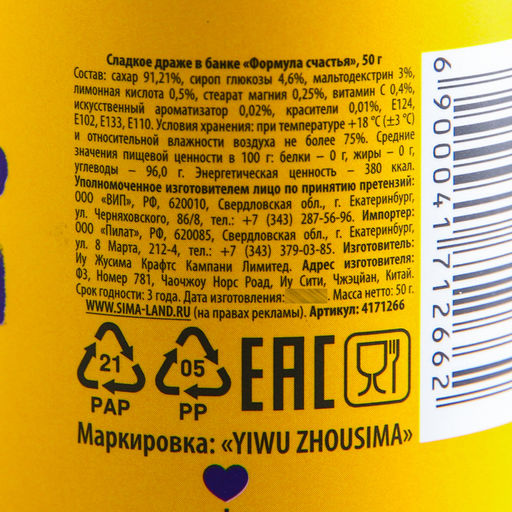 Сладкое драже в банке «Формула счастья», 50 г
Состав: сахар 91,21%, сироп глюкозы 4,6%, мальтодекстрин 3%,
лимонная кислота 0,5%, стеарат магния 0,25%, витамин С 0,4%,
искусственный ароматизатор 0,02%, красители 0,01%, Е124,
Е102, Е133, Е110. Условия хранения: при температуре +18 °С (±3 °С)
и относительной влажности воздуха не более 75%. Средние
значения пищевой ценности в 100 г: белки – 0 г, жиры – 0 г,
углеводы – 96,0 г. Энергетическая ценность – 380 ккал.
Уполномоченное изготовителем лицо по принятию претензий:
ООО «ВИП», РФ, 620010, Свердловская обл., г. Екатеринбург,
ул. Черняховского, 86/8, тел.: +7 (343) 287-56-96. Импортер:
ООО «Пилат», РФ, 620085, Свердловская обл., г. Екатеринбург,
ул. 8 Марта, 212-4, тел.: +7 (343) 379-03-85. Изготовитель:
Иу Жусима Крафтс Кампани Лимитед. Адрес изготовителя:
Ф3, Номер 781, Чаочжоу Норс Роад, Иу Сити, Чжэцйан, Китай.
Срок годности: 3 года. Дата изготовления: . Масса нетто: 50 г.
WWW.SIMA-LAND.RU (на правах рекламы). Артикул: 4171266
21 05 EAC
PAP PP
Маркировка: «YIWU ZHOUSIMA»
6 900041 712662